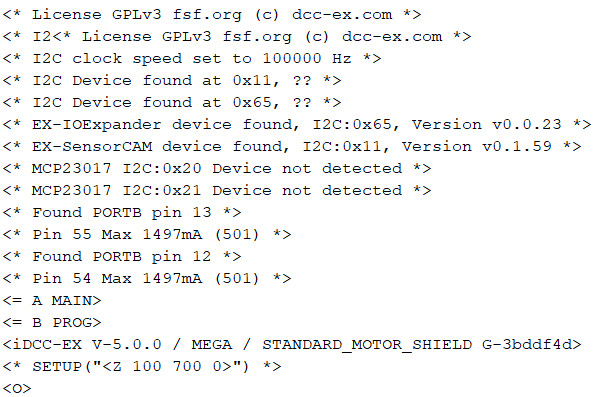 <* License GPLv3 fsf.org (c) dcc-ex.com *>
<* I2<* License GPLv3 fsf.org (c) dcc-ex.com *>
<* I2C clock speed set to 100000 Hz *>
<* I2C Device found at 0x11, ?? *>
<* I2C Device found at 0x65, ?? *>
<* EX-IOExpander device found, I2C:0x65, Version v0.0.23 *>
<* EX-SensorCAM device found, I2C:0x11, Version v0.1.59 *>
<* MCP23017 I2C:0x20 Device not detected *>
<* MCP23017 I2C:0x21 Device not detected *>
<* Found PORTB pin 13 *>
<* Pin 55 Max 1497mA (501) *>
<* Found PORTB pin 12 *>
<* Pin 54 Max 1497mA (501) *>
<= A MAIN>
<= B PROG>
<iDCC-EX V-5.0.0 / MEGA / STANDARD_MOTOR_SHIELD G-3bddf4d>
<* SETUP("<Z 100 700 0>") *>
<O>